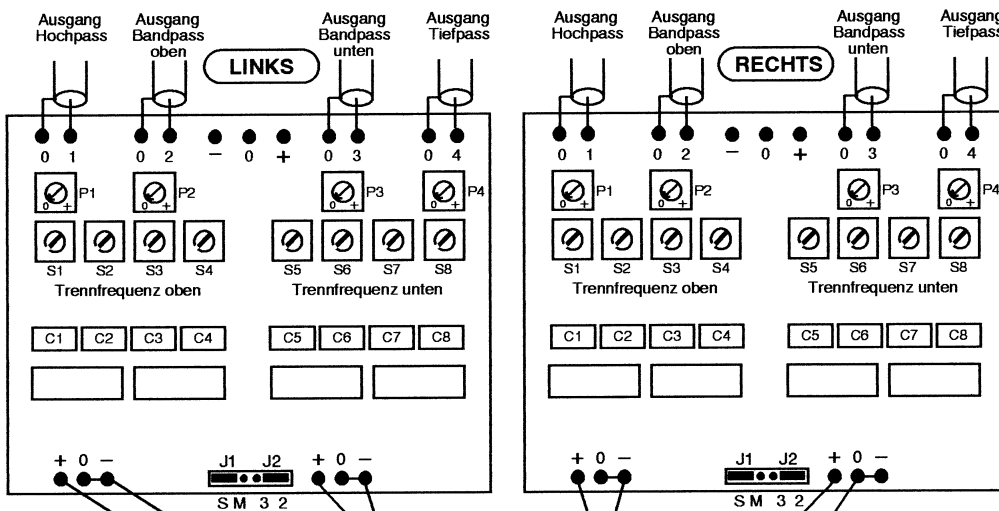 Ausgang
Hochpass
Ausgang
Bandpass
oben
LINKS
Ausgang
Bandpass
unten
Ausgang
Tiefpass
0 1 0 2 − 0 + 0 3 0 4
0 + P1 0 + P2 0 + P3 0 + P4
S1 S2 S3 S4 S5 S6 S7 S8
Trennfrequenz oben Trennfrequenz unten
C1 C2 C3 C4 C5 C6 C7 C8
+ 0 − J1 J2 + 0 −
S M 3 2
Ausgang
Hochpass
Ausgang
Bandpass
oben
RECHTS
Ausgang
Bandpass
unten
Ausgang
Tiefpass
0 1 0 2 − 0 + 0 3 0 4
0 + P1 0 + P2 0 + P3 0 + P4
S1 S2 S3 S4 S5 S6 S7 S8
Trennfrequenz oben Trennfrequenz unten
C1 C2 C3 C4 C5 C6 C7 C8
+ 0 − J1 J2 + 0 −
S M 3 2